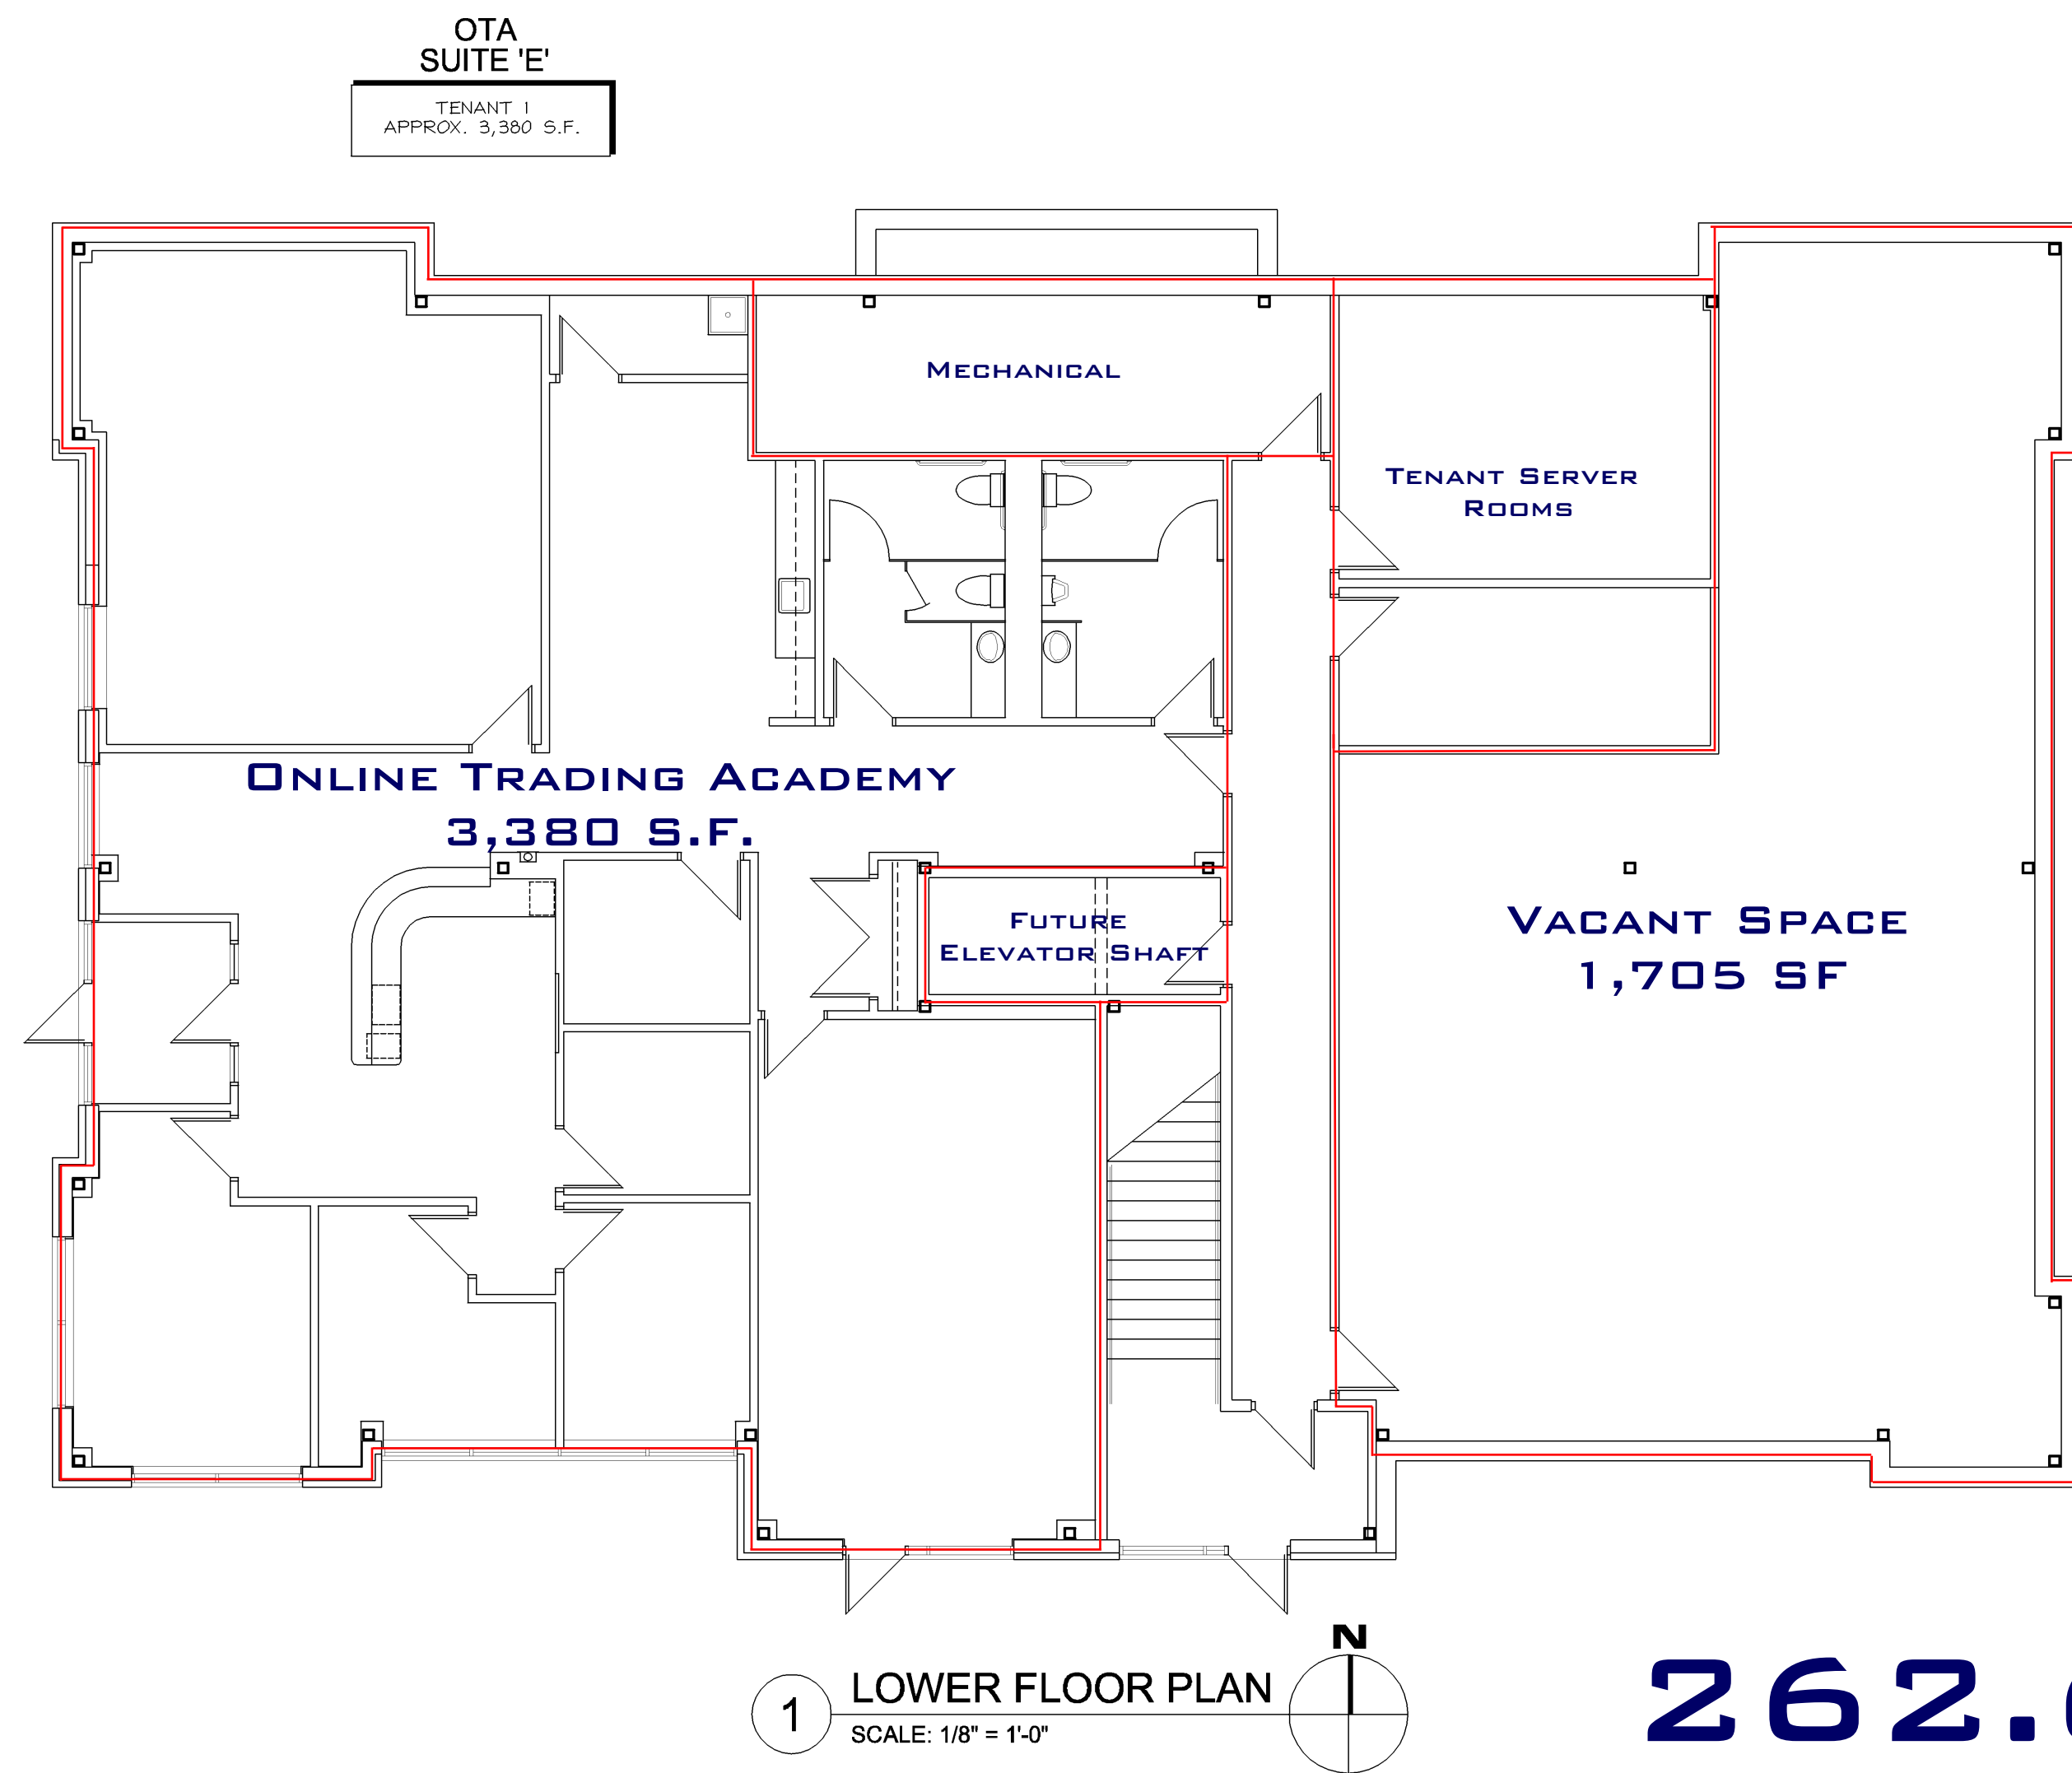 OTA
SUITE 'E'
TENANT 1
APPROX. 3,380 S.F.
MECHANICAL
TENANT SERVER
ROOMS
ONLINE TRADING ACADEMY
3,380 S.F.
FUTURE
ELEVATOR SHAFT
VACANT SPACE
1,705 SF
N
1
LOWER FLOOR PLAN
SCALE: 1/8" = 1'-0"
262.